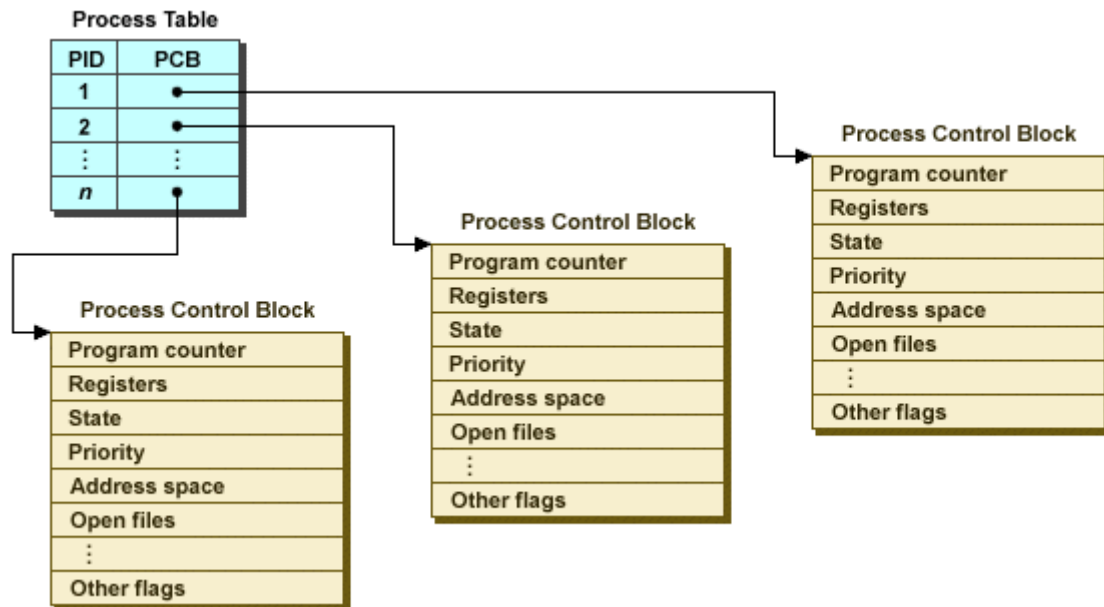 Process Table
PID PCB
1
2
⋮ ⋮
n
Process Control Block
Program counter
Registers
State
Priority
Address space
Open files
⋮
Other flags
Process Control Block
Program counter
Registers
State
Priority
Address space
Open files
⋮
Other flags
Process Control Block
Program counter
Registers
State
Priority
Address space
Open files
⋮
Other flags